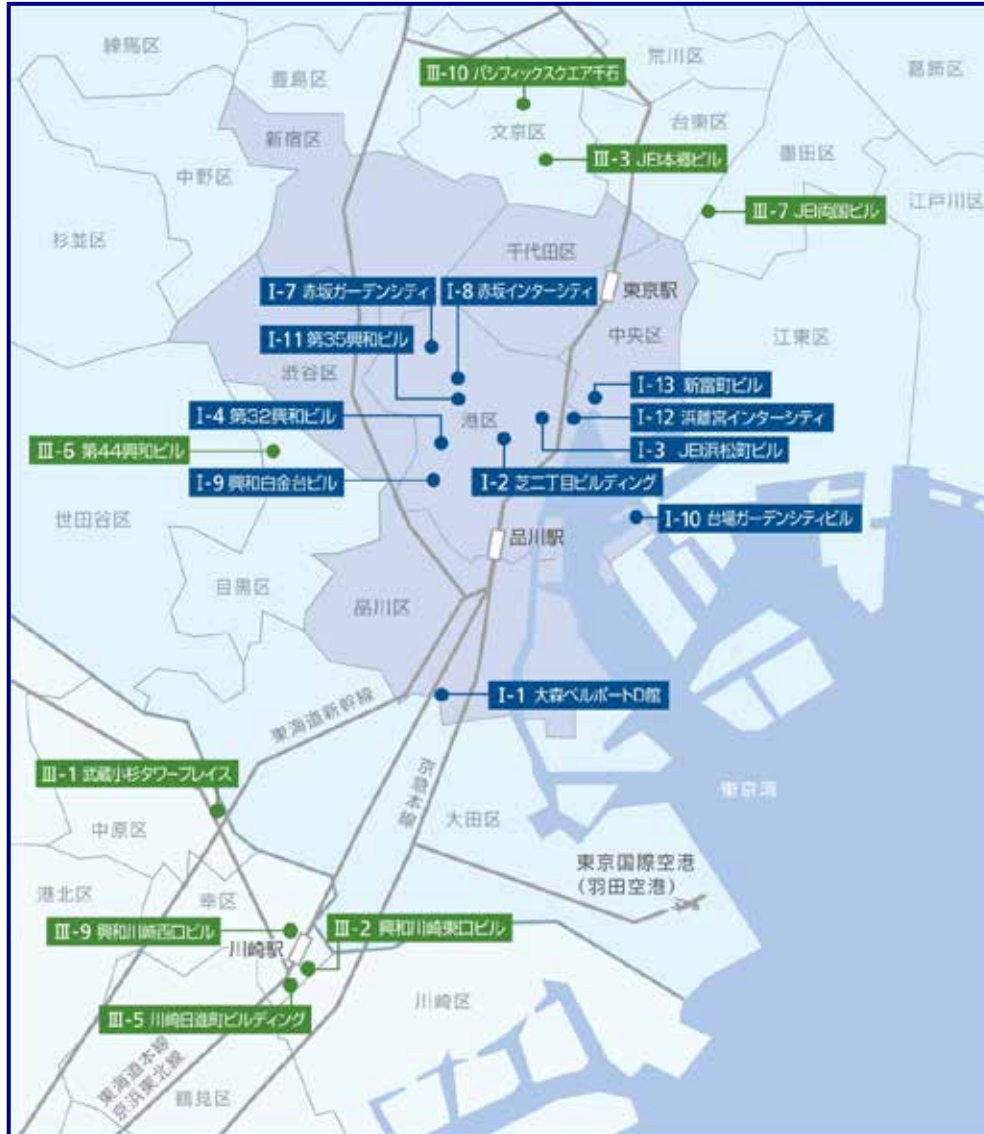 練馬区
豊島区
荒川区
葛飾区
III-10 パシフィックスクエア千石
文京区
台東区
新宿区
III-3 JEI本郷ビル
墨田区
中野区
江戸川区
III-7 JEI両国ビル
杉並区
千代田区
I-7 赤坂ガーデンシティ
I-8 赤坂インターシティ
東京駅
I-11 第35興和ビル
中央区
江東区
渋谷区
I-13 新富町ビル
I-4 第32興和ビル
港区
I-12 浜離宮インターシティ
III-6 第44興和ビル
I-3 JEI浜松町ビル
I-9 興和白金台ビル
I-2 芝二丁目ビルディング
世田谷区
I-10 台場ガーデンシティビル
品川駅
目黒区
品川区
I-1 大森ベルポートD館
東海道新幹線
III-1 武蔵小杉タワープレイス
京急本線
東京湾
中原区
大田区
東京国際空港
(羽田空港)
港北区
幸区
III-9 興和川崎西口ビル
III-2 興和川崎東口ビル
川崎駅
川崎区
III-5 川崎日進町ビルディング
東海道本線
京浜東北線
鶴見区